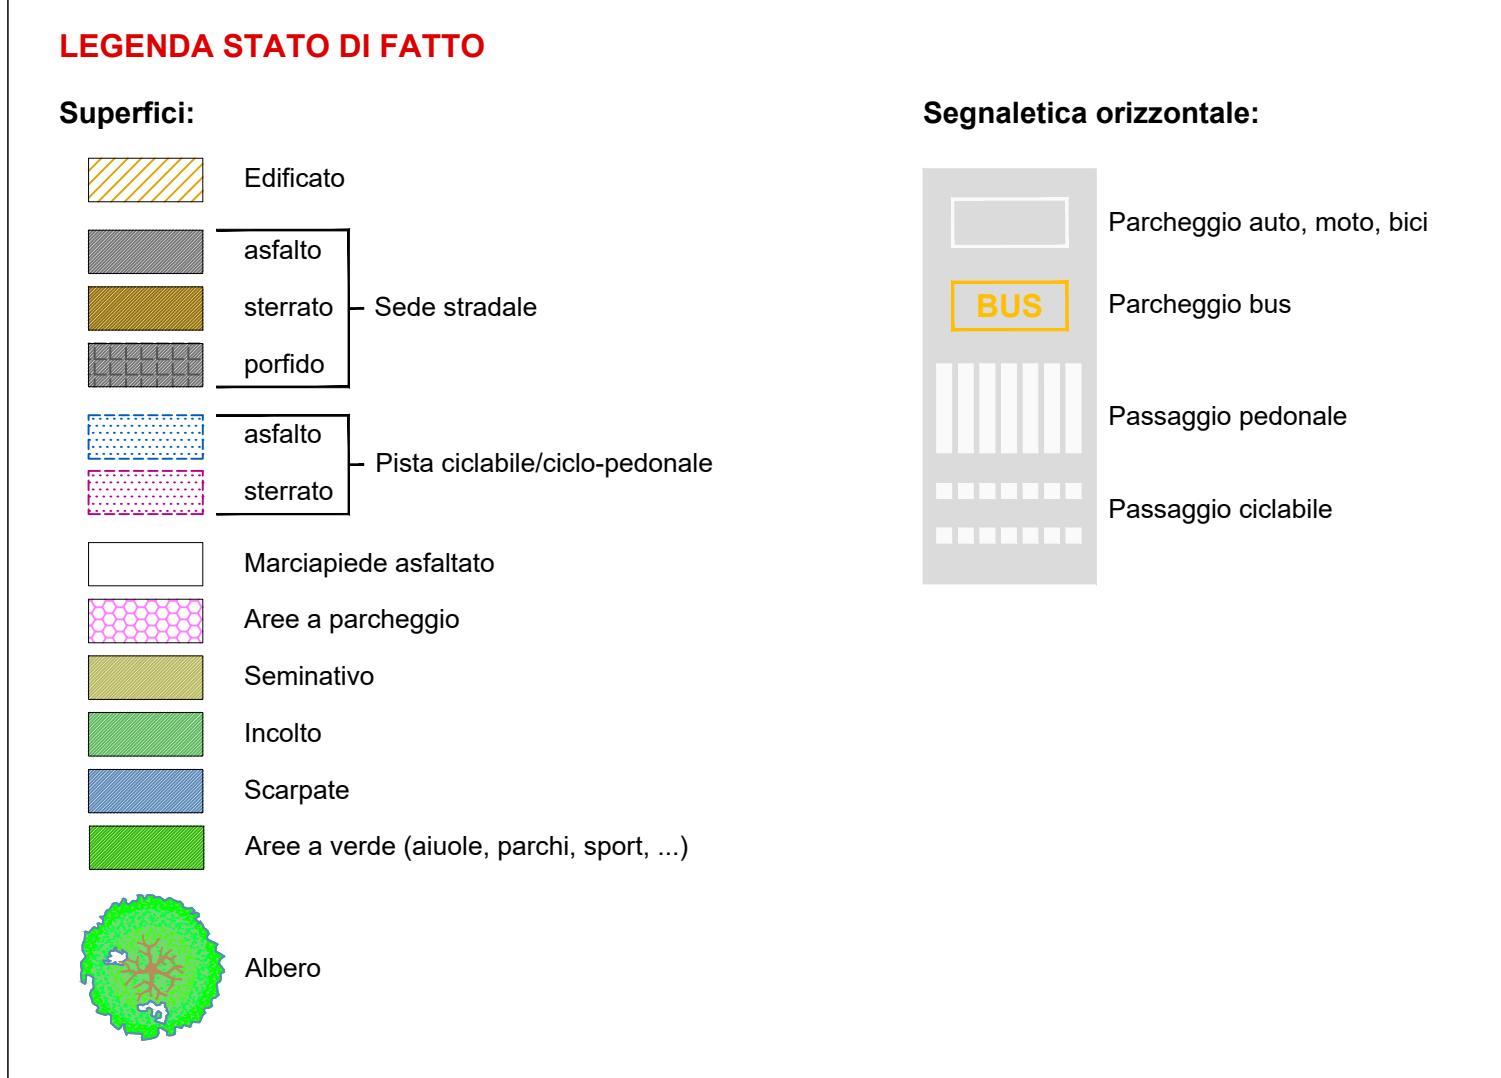 LEGENDA STATO DI FATTO
Superfici:
Edificato
asfalto
sterrato
porfido
Sede stradale
asfalto
sterrato
Pista ciclabile/ciclo-pedonale
Marciapiede asfaltato
Aree a parcheggio
Seminativo
Incolto
Scarpate
Aree a verde (aiuole, parchi, sport, ...)
Albero
Segnaletica orizzontale:
Parcheggio auto, moto, bici
BUS
Parcheggio bus
Passaggio pedonale
Passaggio ciclabile